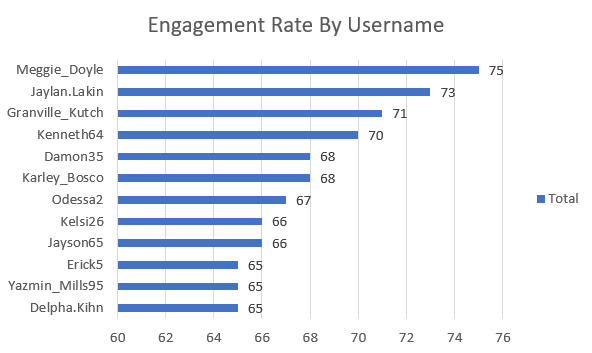 Engagement Rate By Username
Meggie_Doyle 75
Jaylan.Lakin 73
Granville_Kutch 71
Kenneth64 70
Damon35 68
Karley_Bosco 68
Odessa2 67
Total
Kelsi26 66
Jayson65 66
Erick5 65
Yazmin_Mills95 65
Delpha.Kihn 65
60 62 64 66 68 70 72 74 76